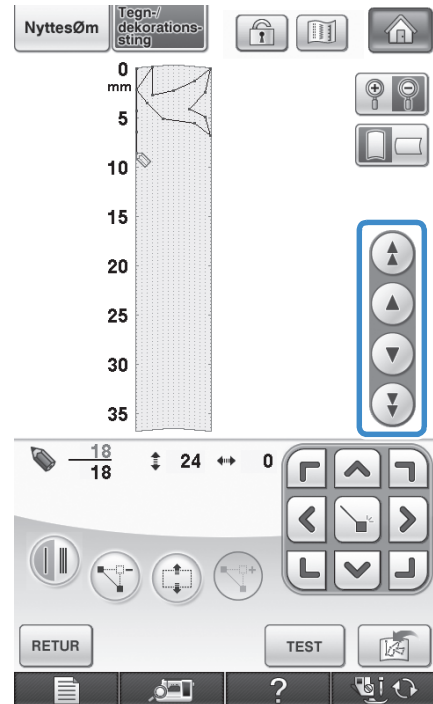 NyttesØm
Tegn-/
dekorations-
sting
0
mm
5
10
15
20
25
30
35
18
18
24
0
RETUR
TEST
?